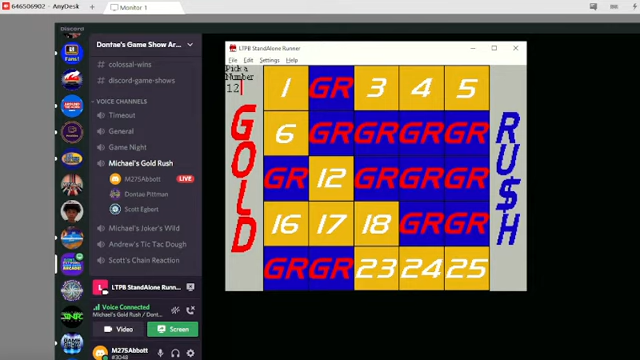 646506902 - AnyDesk
Monitor 1
Discord
Dontae's Game Show Ar...
# colossal-wins
# discord-game-shows
VOICE CHANNELS
Timeout
General
Game Night
Michael's Gold Rush
M275Abbott LIVE
Dontae Pittman
Scott Egbert
Michael's Joker's Wild
Andrew's Tic Tac Dough
Scott's Chain Reaction
LTPB StandAlone Runner
Voice Connected
Michael's Gold Rush / Dont...
Video Screen
M275Abbott
#3048
LTPB StandAlone Runner
File Edit Settings Help
Pick a
Number
12
GOLD
1 GR 3 4 5
6 GR GR GR GR
GR 12 GR GR GR
16 17 18 GR GR
GR GR 23 24 25
RU$H